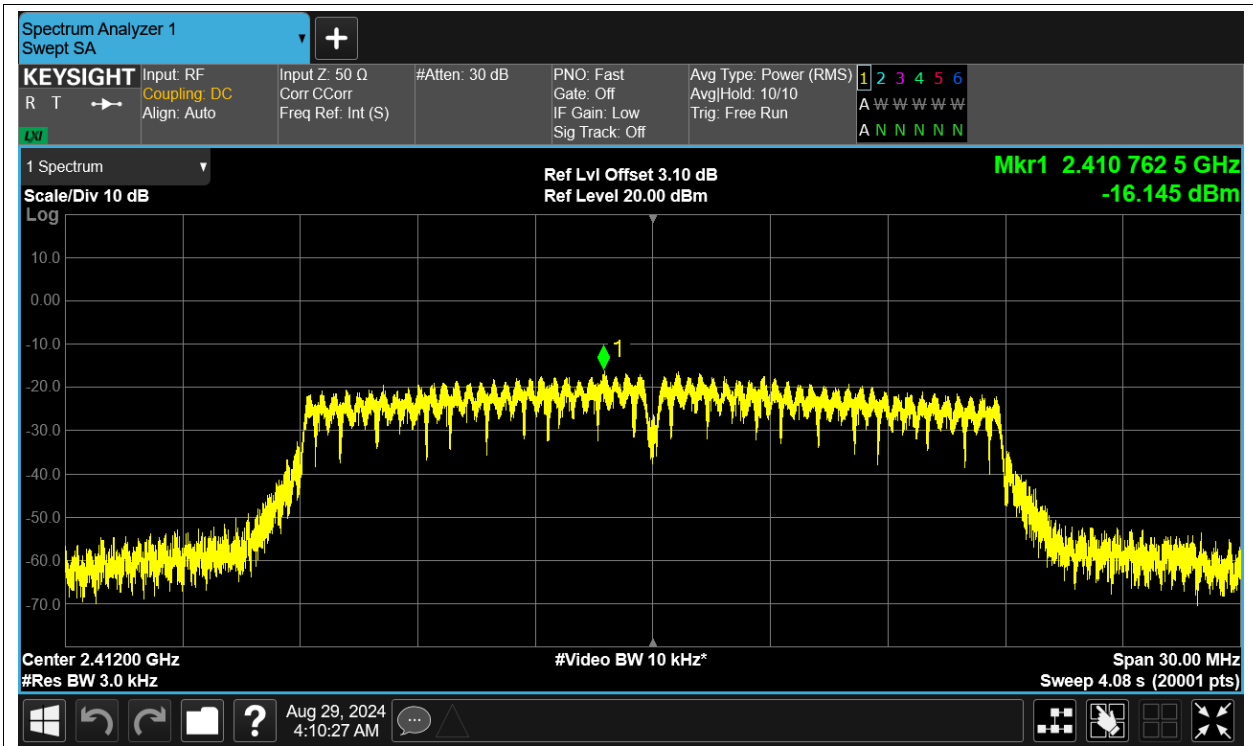 Spectrum Analyzer 1
Swept SA
KEYSIGHT
R T
LXI
Input: RF
Coupling: DC
Align: Auto
Input Z: 50 Ω
Corr CCorr
Freq Ref: Int (S)
#Atten: 30 dB
PNO: Fast
Gate: Off
IF Gain: Low
Sig Track: Off
Avg Type: Power (RMS)
Avg|Hold: 10/10
Trig: Free Run
1 2 3 4 5 6
A W W W W W
A N N N N N
1 Spectrum
Scale/Div 10 dB
Log
Ref Lvl Offset 3.10 dB
Ref Level 20.00 dBm
Mkr1 2.410 762 5 GHz
-16.145 dBm
10.0
0.00
-10.0
1
-20.0
-30.0
-40.0
-50.0
-60.0
-70.0
Center 2.41200 GHz
#Res BW 3.0 kHz
#Video BW 10 kHz*
Span 30.00 MHz
Sweep 4.08 s (20001 pts)
?
Aug 29, 2024
4:10:27 AM